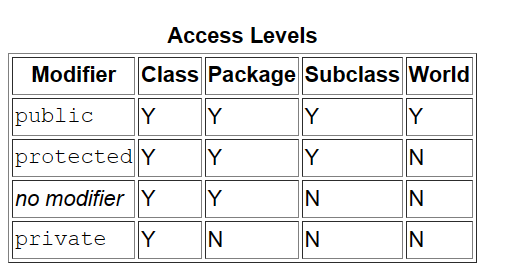 Access Levels
Modifier Class Package Subclass World
public Y Y Y Y
protected Y Y Y N
no modifier Y Y N N
private Y N N N